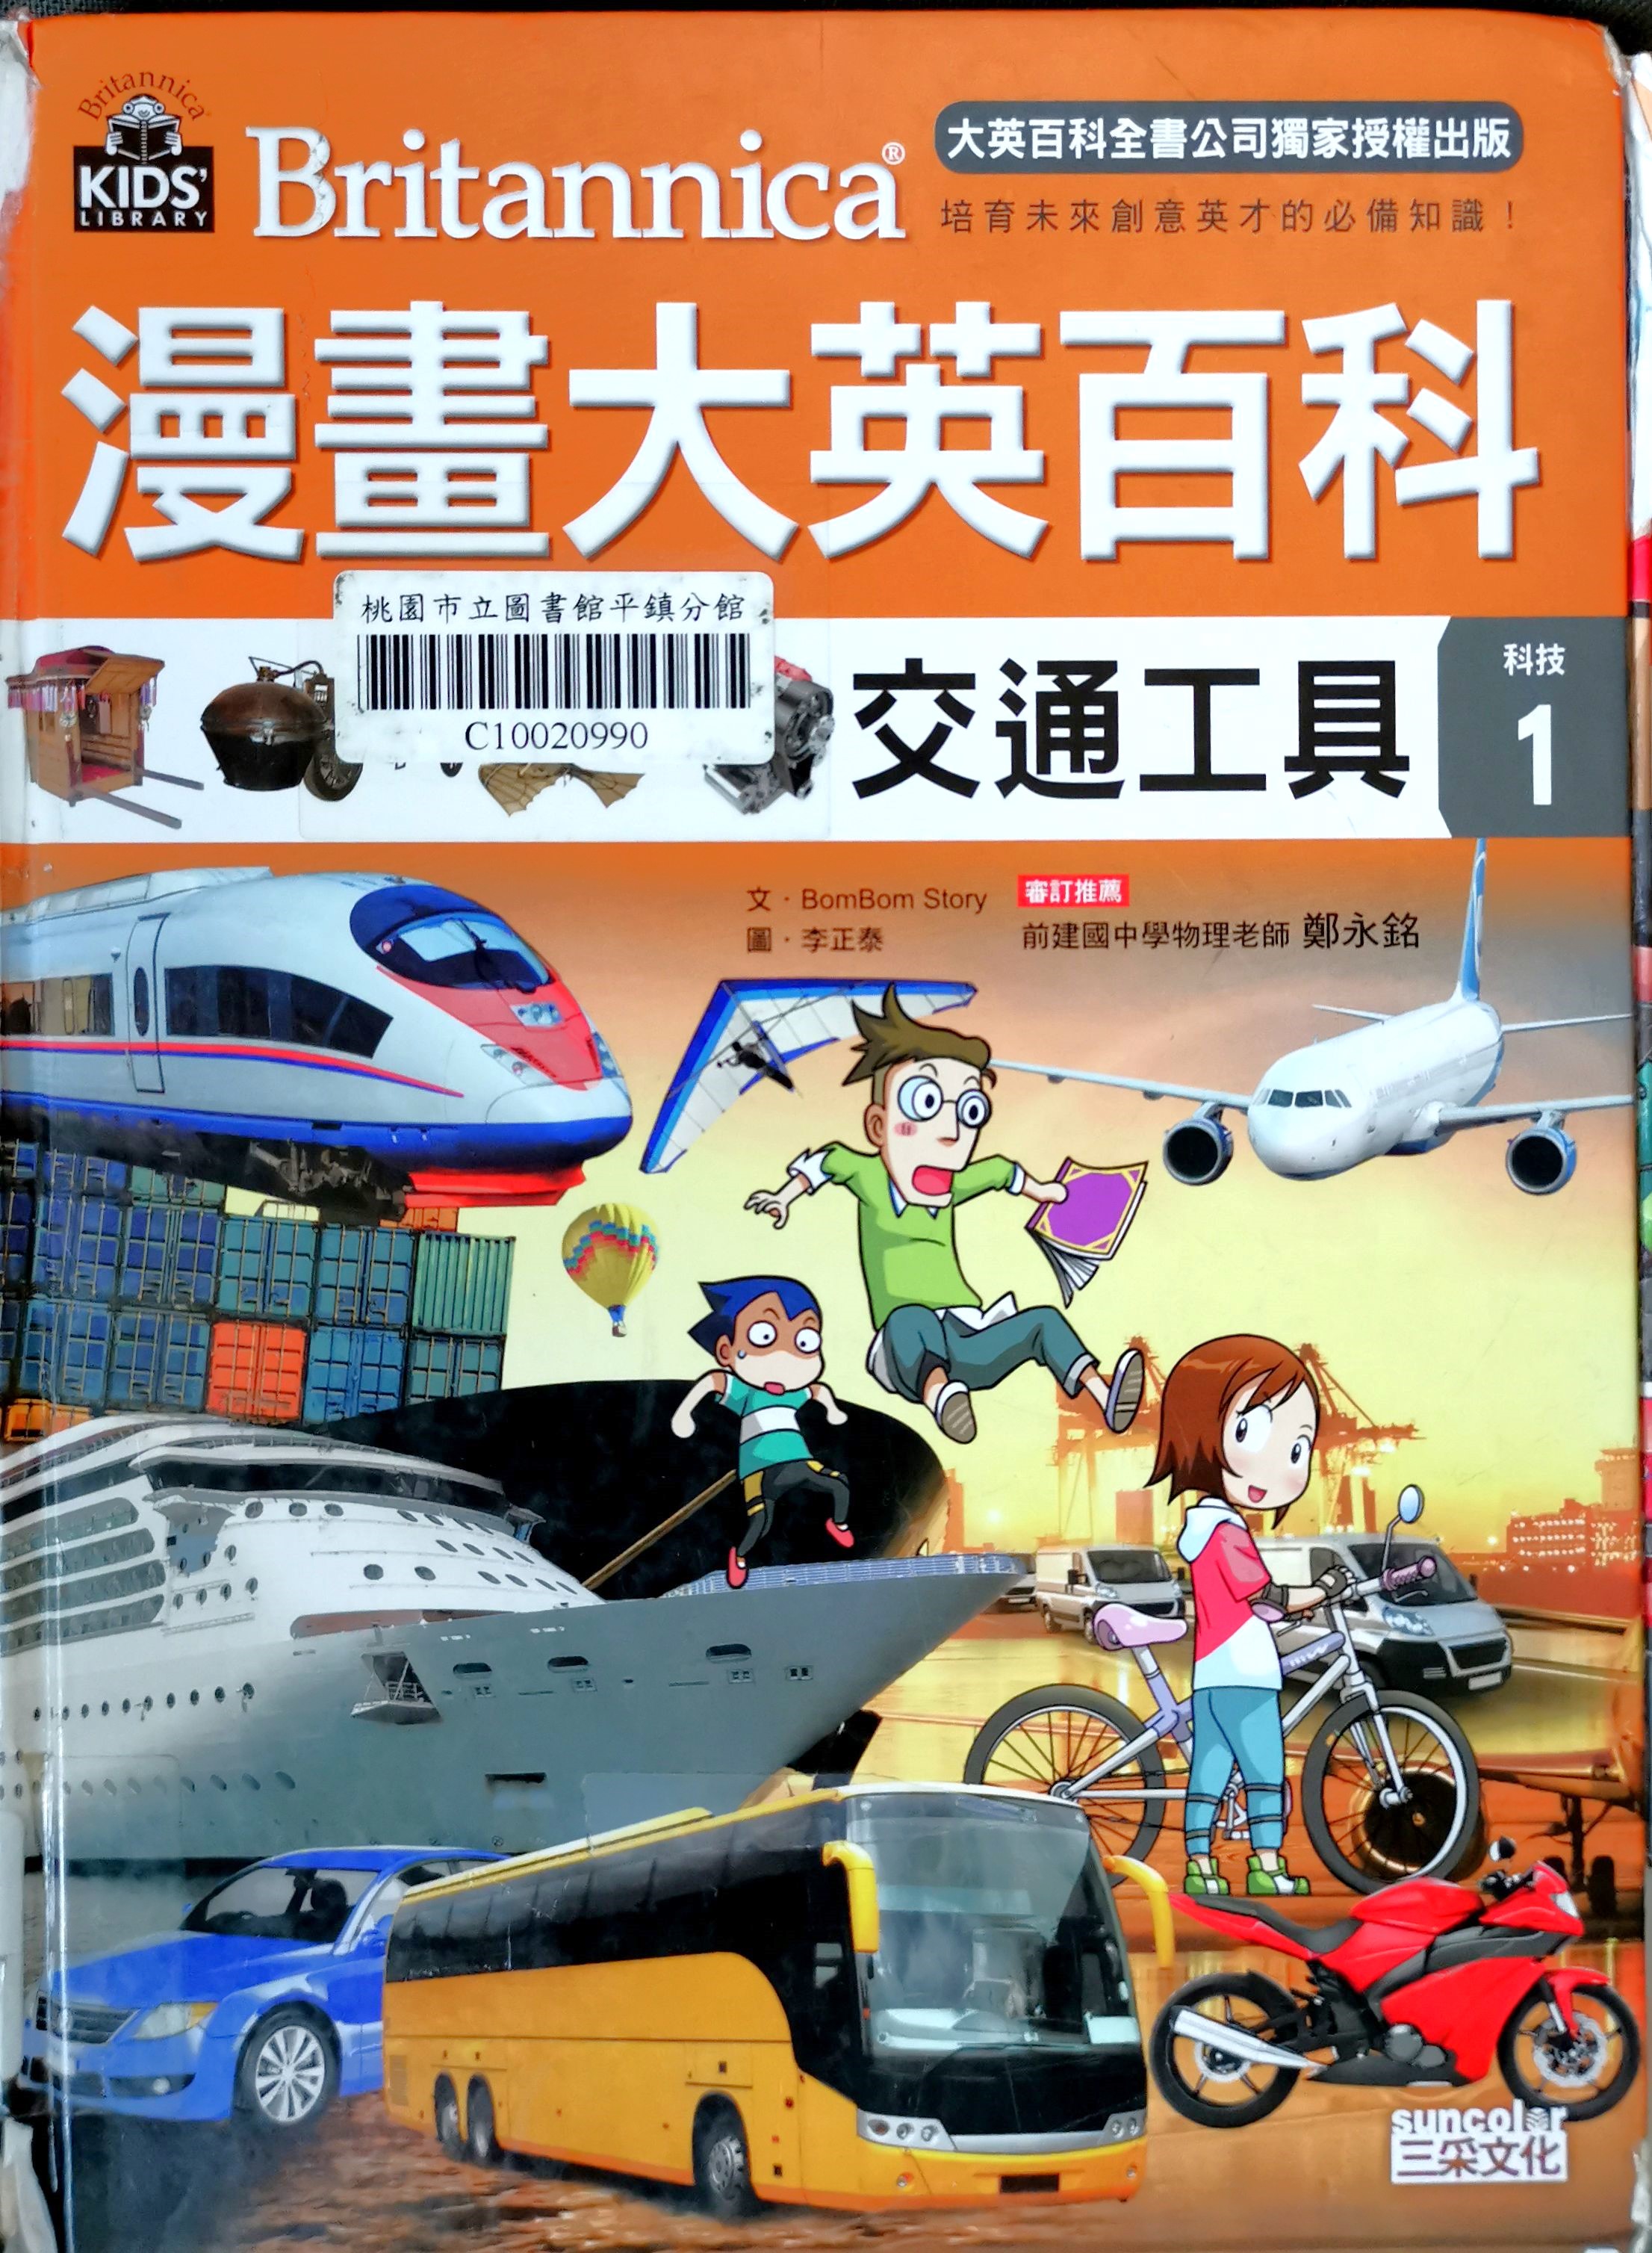 Britannica
KIDS'
LIBRARY
Britannica®
大英百科全書公司獨家授權出版
培育未來創意英才的必備知識！
漫畫大英百科
桃園市立圖書館平鎮分館
C10020990
交通工具
科技
1
文・BomBom Story
圖・李正泰
審訂推薦
前建國中學物理老師 鄭永銘
suncolor
三采文化